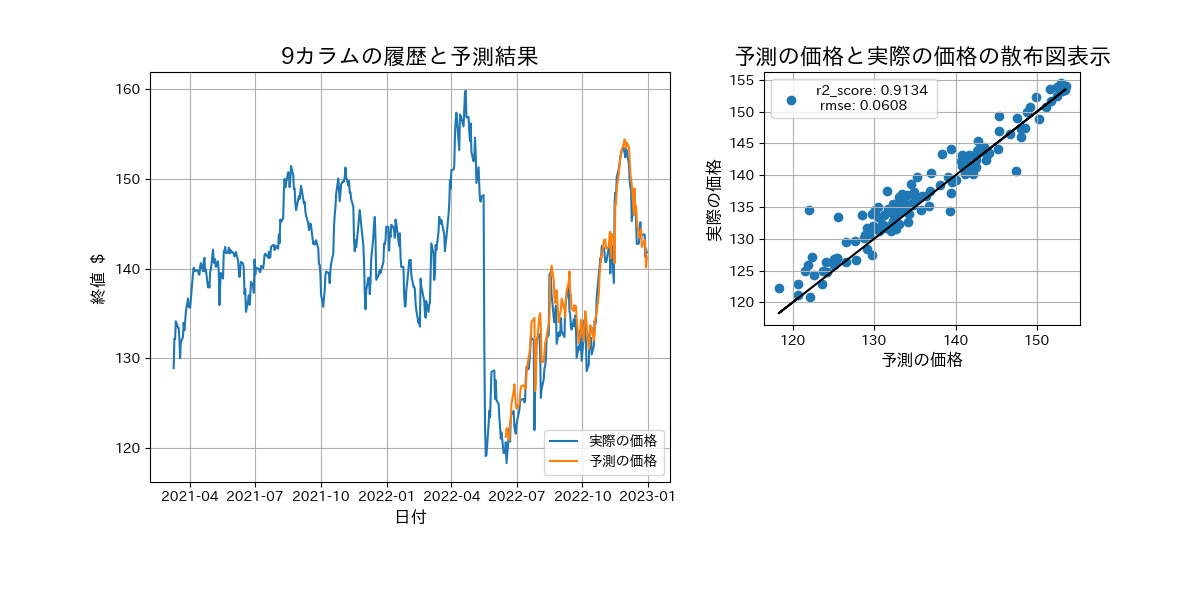 9カラムの履歴と予測結果
終値 $
160
150
140
130
120
2021-04 2021-07 2021-10 2022-01 2022-04 2022-07 2022-10 2023-01
日付
実際の価格
予測の価格
予測の価格と実際の価格の散布図表示
実際の価格
155
150
145
140
135
130
125
120
r2_score: 0.9134
rmse: 0.0608
120 130 140 150
予測の価格